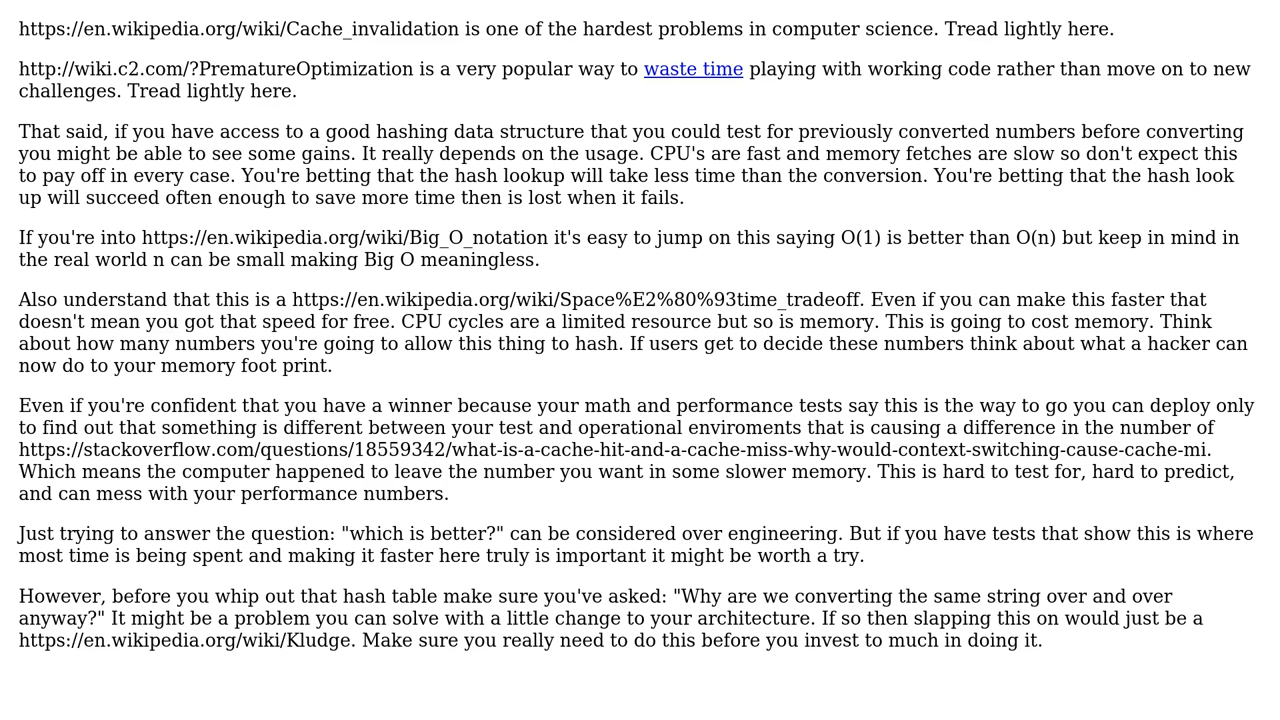 https://en.wikipedia.org/wiki/Cache_invalidation is one of the hardest problems in computer science. Tread lightly here.
http://wiki.c2.com/?PrematureOptimization is a very popular way to waste time playing with working code rather than move on to new
challenges. Tread lightly here.
That said, if you have access to a good hashing data structure that you could test for previously converted numbers before converting
you might be able to see some gains. It really depends on the usage. CPU's are fast and memory fetches are slow so don't expect this
to pay off in every case. You're betting that the hash lookup will take less time than the conversion. You're betting that the hash look
up will succeed often enough to save more time then is lost when it fails.
If you're into https://en.wikipedia.org/wiki/Big_O_notation it's easy to jump on this saying O(1) is better than O(n) but keep in mind in
the real world n can be small making Big O meaningless.
Also understand that this is a https://en.wikipedia.org/wiki/Space%E2%80%93time_tradeoff. Even if you can make this faster that
doesn't mean you got that speed for free. CPU cycles are a limited resource but so is memory. This is going to cost memory. Think
about how many numbers you're going to allow this thing to hash. If users get to decide these numbers think about what a hacker can
now do to your memory foot print.
Even if you're confident that you have a winner because your math and performance tests say this is the way to go you can deploy only
to find out that something is different between your test and operational enviroments that is causing a difference in the number of
https://stackoverflow.com/questions/18559342/what-is-a-cache-hit-and-a-cache-miss-why-would-context-switching-cause-cache-mi.
Which means the computer happened to leave the number you want in some slower memory. This is hard to test for, hard to predict,
and can mess with your performance numbers.
Just trying to answer the question: "which is better?" can be considered over engineering. But if you have tests that show this is where
most time is being spent and making it faster here truly is important it might be worth a try.
However, before you whip out that hash table make sure you've asked: "Why are we converting the same string over and over
anyway?" It might be a problem you can solve with a little change to your architecture. If so then slapping this on would just be a
https://en.wikipedia.org/wiki/Kludge. Make sure you really need to do this before you invest to much in doing it.